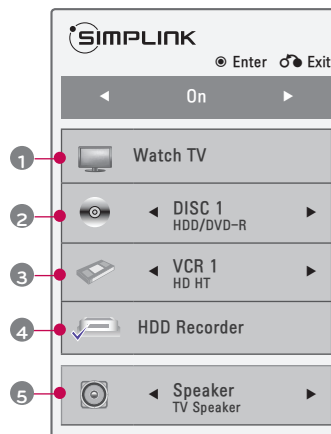 SIMPLINK
Enter Exit
On
1 Watch TV
2 DISC 1
HDD/DVD-R
3 VCR 1
HD HT
4 HDD Recorder
5 Speaker
TV Speaker